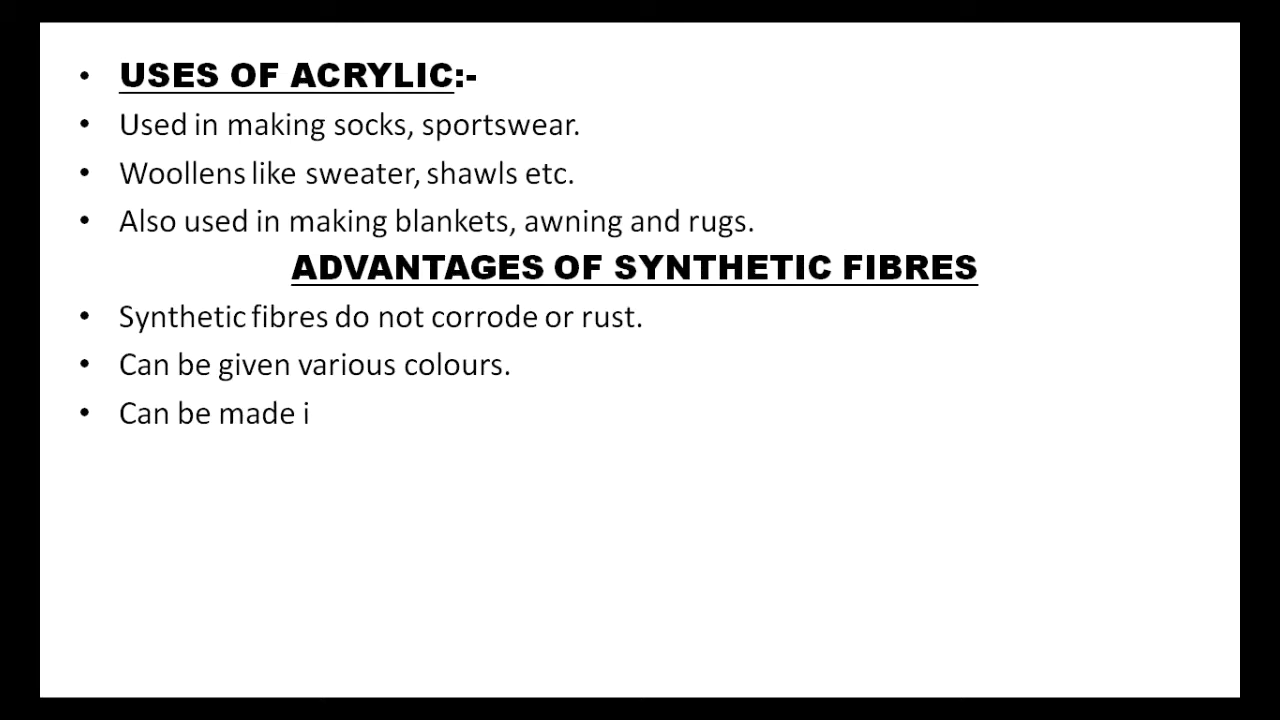 • USES OF ACRYLIC:-
• Used in making socks, sportswear.
• Woollens like sweater, shawls etc.
• Also used in making blankets, awning and rugs.
ADVANTAGES OF SYNTHETIC FIBRES
• Synthetic fibres do not corrode or rust.
• Can be given various colours.
• Can be made i